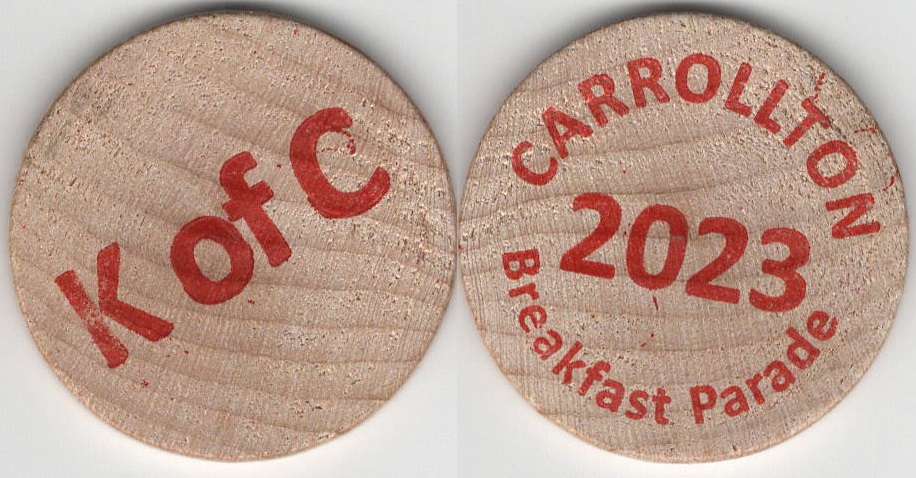 K of C
CARROLLTON
2023
Breakfast Parade